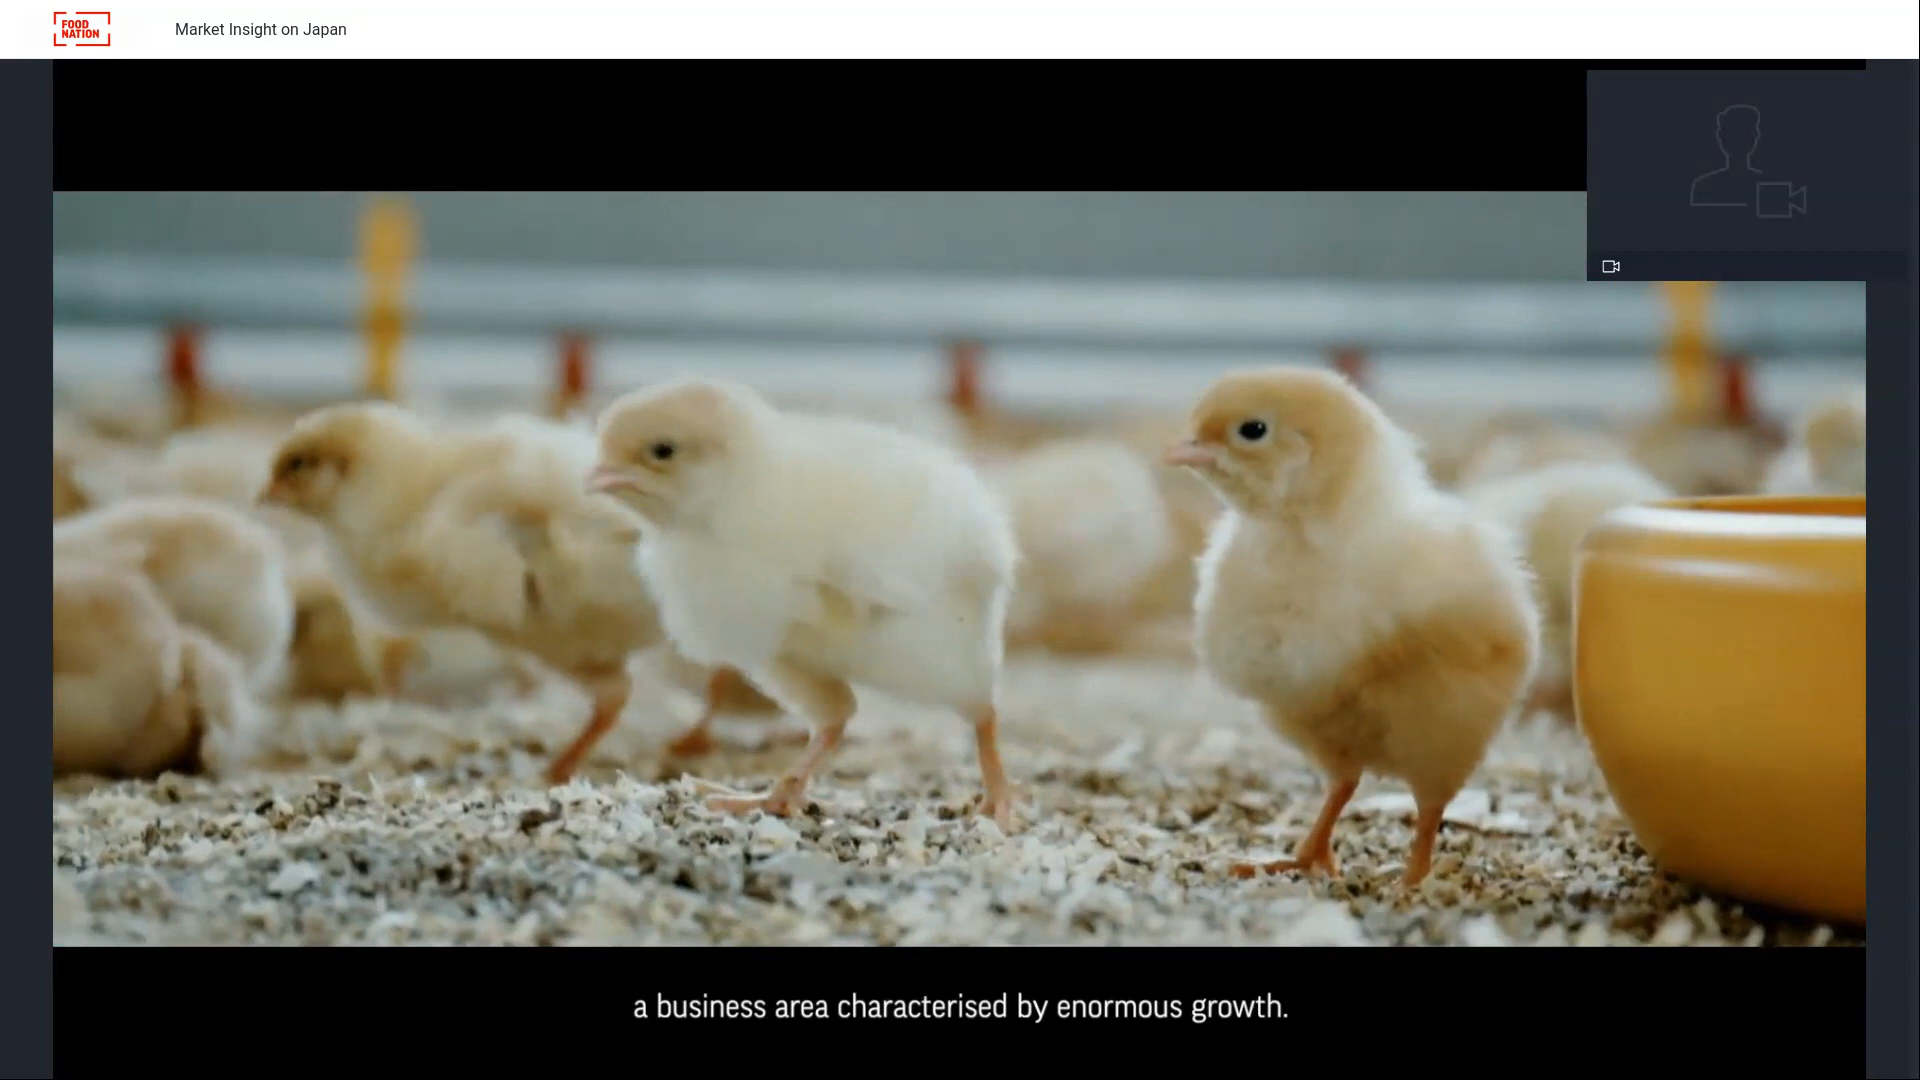 FOOD
NATION
Market Insight on Japan
a business area characterised by enormous growth.